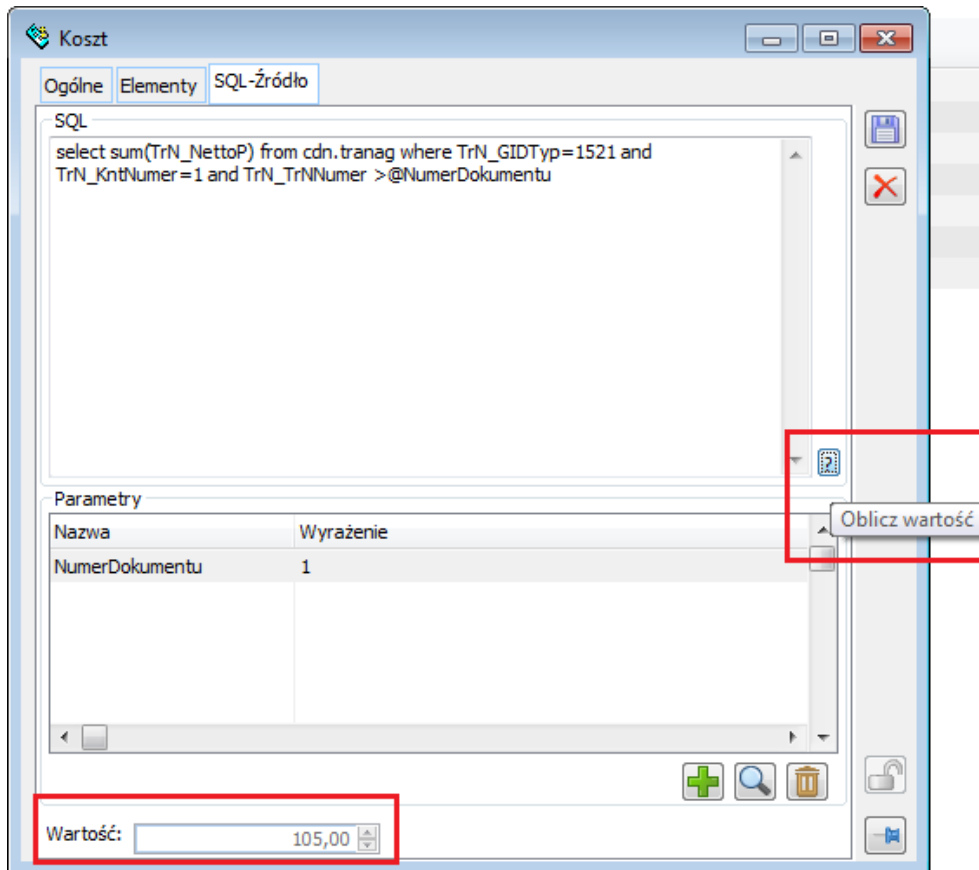 Koszt
Ogólne Elementy SQL-Źródło
SQL
select sum(TrN_NettoP) from cdn.tranag where TrN_GIDTyp=1521 and
TrN_KntNumer=1 and TrN_TrNNumer >@NumerDokumentu
Oblicz wartość
Parametry
Nazwa Wyrażenie
NumerDokumentu 1
Wartość: 105,00